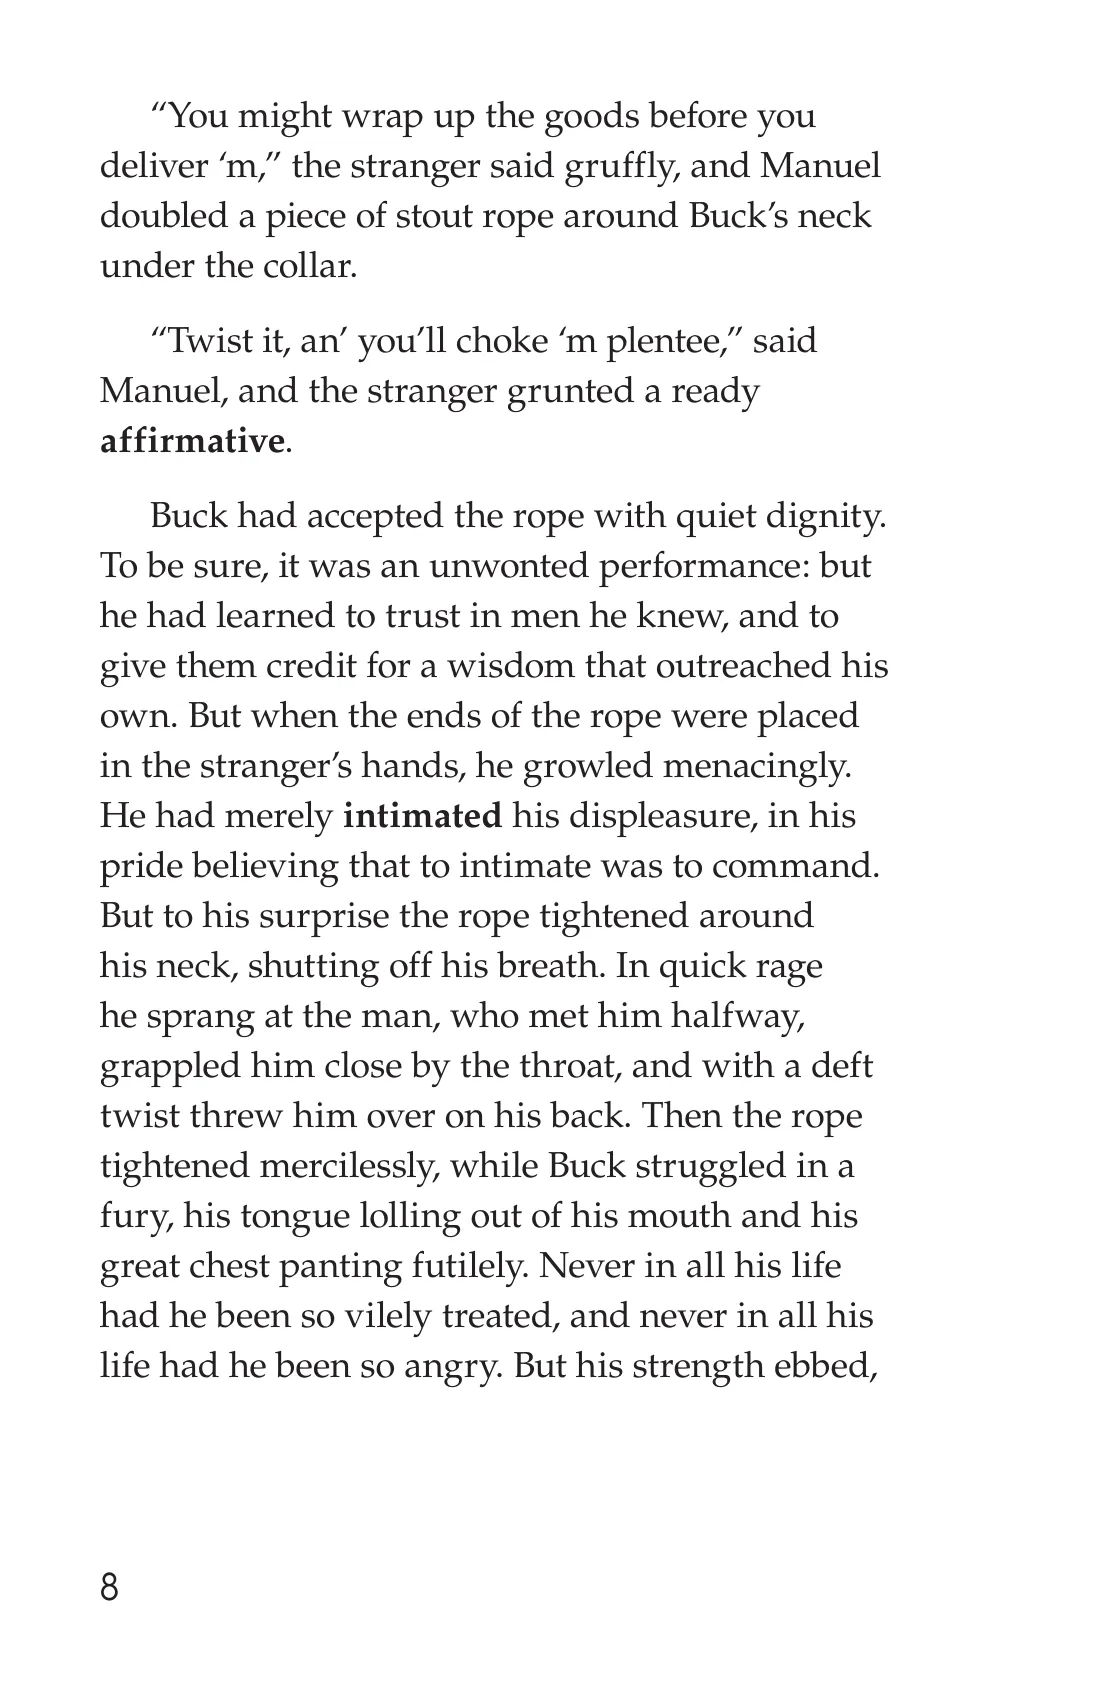 “You might wrap up the goods before you
deliver ‘m,” the stranger said gruffly, and Manuel
doubled a piece of stout rope around Buck’s neck
under the collar.
“Twist it, an’ you’ll choke ‘m plentee,” said
Manuel, and the stranger grunted a ready
affirmative.
Buck had accepted the rope with quiet dignity.
To be sure, it was an unwonted performance: but
he had learned to trust in men he knew, and to
give them credit for a wisdom that outreached his
own. But when the ends of the rope were placed
in the stranger’s hands, he growled menacingly.
He had merely intimated his displeasure, in his
pride believing that to intimate was to command.
But to his surprise the rope tightened around
his neck, shutting off his breath. In quick rage
he sprang at the man, who met him halfway,
grappled him close by the throat, and with a deft
twist threw him over on his back. Then the rope
tightened mercilessly, while Buck struggled in a
fury, his tongue lolling out of his mouth and his
great chest panting futilely. Never in all his life
had he been so vilely treated, and never in all his
life had he been so angry. But his strength ebbed,
8